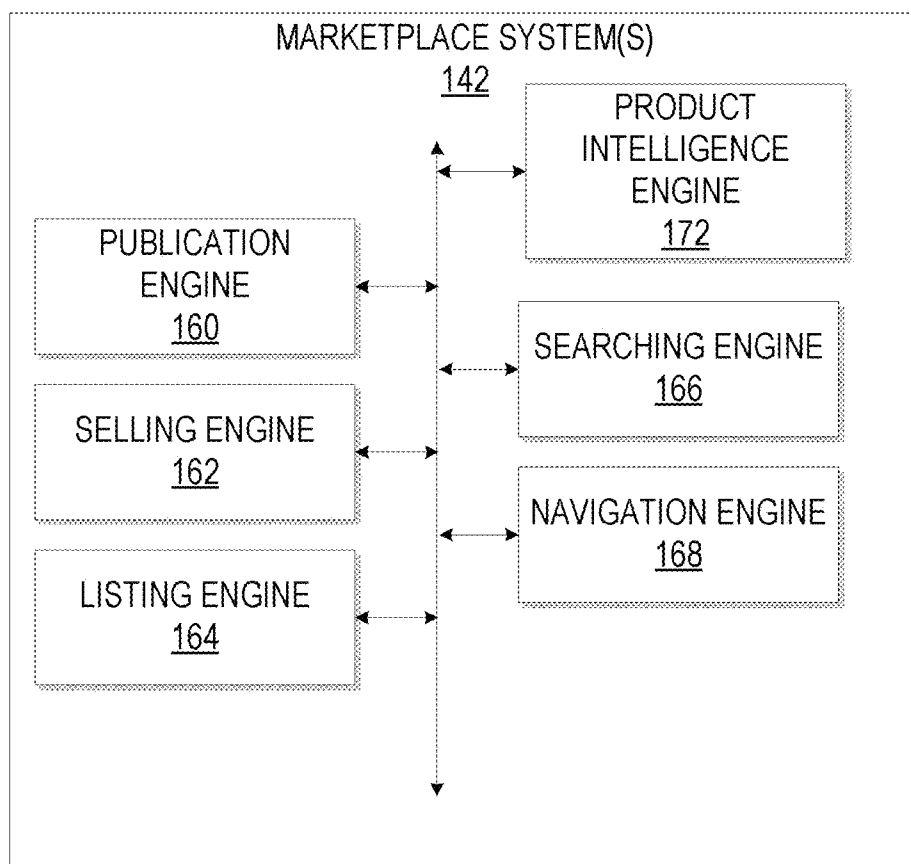 MARKETPLACE SYSTEM(S)
142
PRODUCT
INTELLIGENCE
ENGINE
172
PUBLICATION
ENGINE
160
SEARCHING ENGINE
166
SELLING ENGINE
162
NAVIGATION ENGINE
168
LISTING ENGINE
164